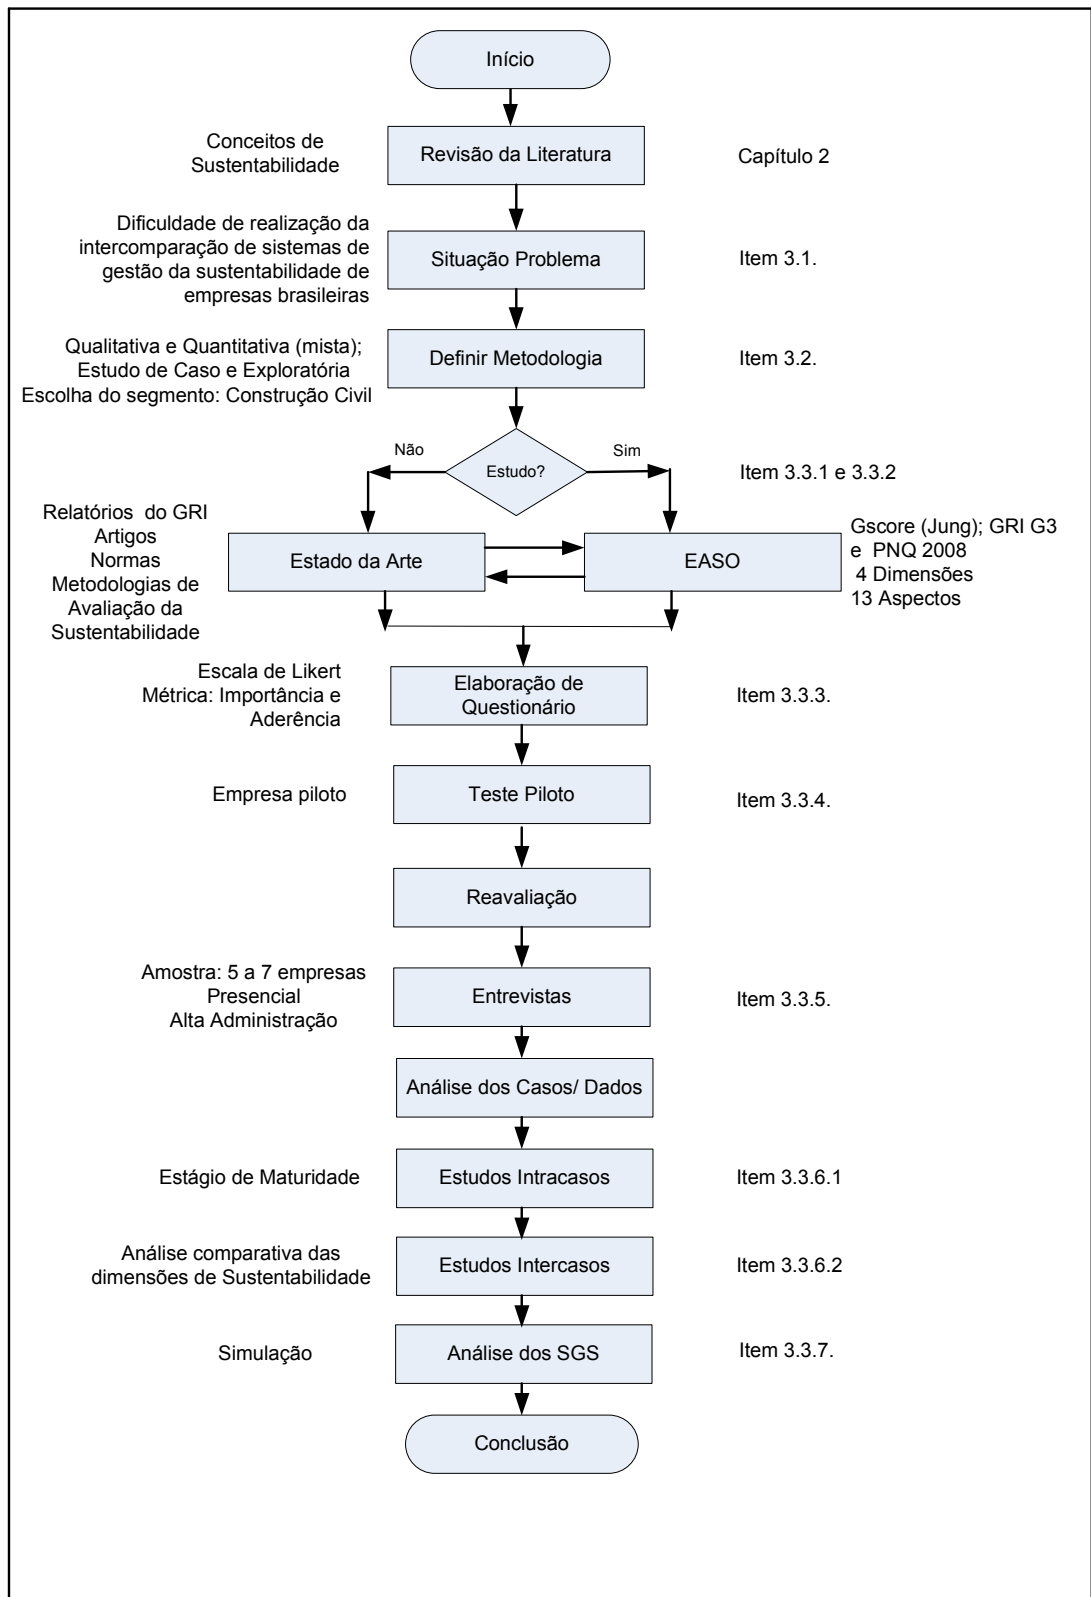 Início
Conceitos de
Sustentabilidade
Revisão da Literatura
Capítulo 2
Dificuldade de realização da
intercomparação de sistemas de
gestão da sustentabilidade de
empresas brasileiras
Situação Problema
Item 3.1.
Qualitativa e Quantitativa (mista);
Estudo de Caso e Exploratória
Escolha do segmento: Construção Civil
Definir Metodologia
Item 3.2.
Não
Estudo?
Sim
Item 3.3.1 e 3.3.2
Relatórios do GRI
Artigos
Normas
Metodologias de
Avaliação da
Sustentabilidade
Estado da Arte
EASO
Gscore (Jung); GRI G3
e PNQ 2008
4 Dimensões
13 Aspectos
Escala de Likert
Métrica: Importância e
Aderência
Elaboração de
Questionário
Item 3.3.3.
Empresa piloto
Teste Piloto
Item 3.3.4.
Reavaliação
Amostra: 5 a 7 empresas
Presencial
Alta Administração
Entrevistas
Item 3.3.5.
Análise dos Casos/ Dados
Estágio de Maturidade
Estudos Intracasos
Item 3.3.6.1
Análise comparativa das
dimensões de Sustentabilidade
Estudos Intercasos
Item 3.3.6.2
Simulação
Análise dos SGS
Item 3.3.7.
Conclusão